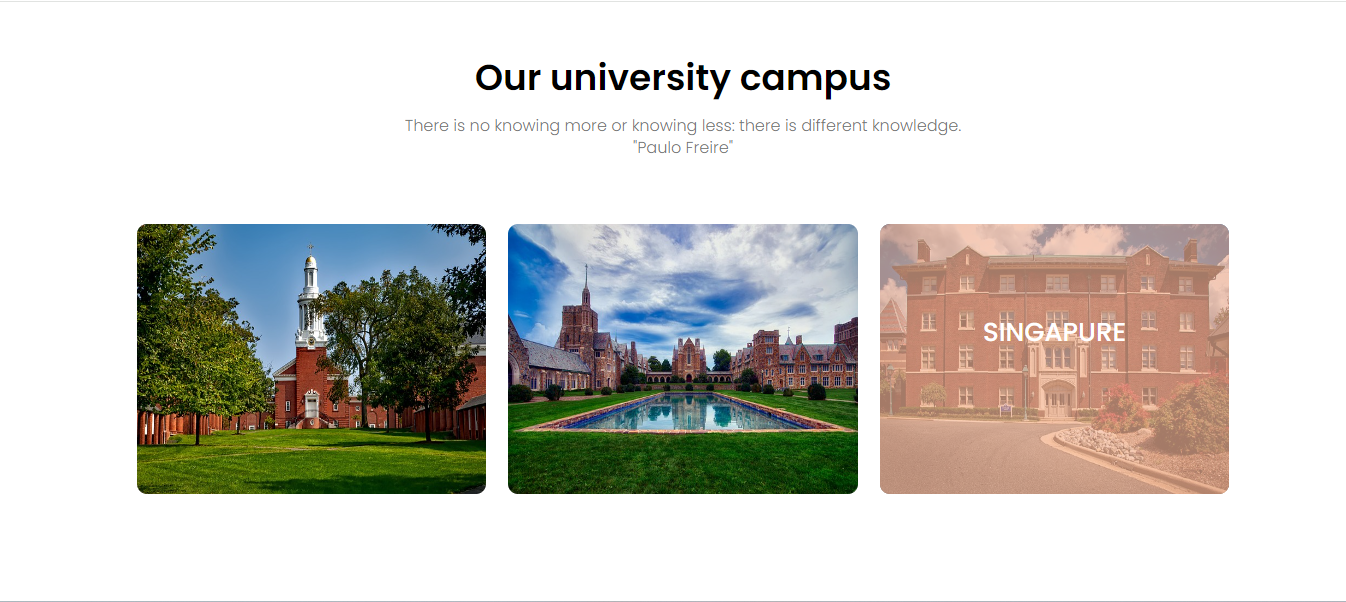 Our university campus
There is no knowing more or knowing less: there is different knowledge.
"Paulo Freire"
SINGAPURE